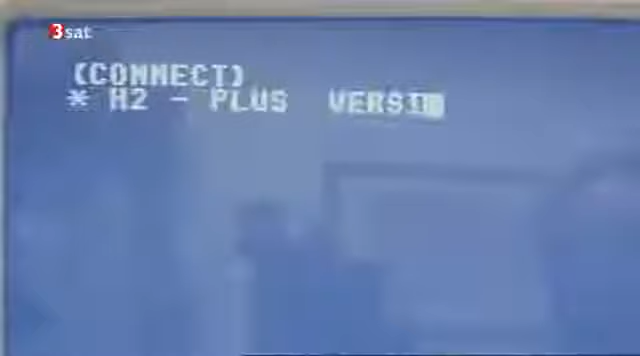 3sat
(CONNECT)
* H2 - PLUS VERSI